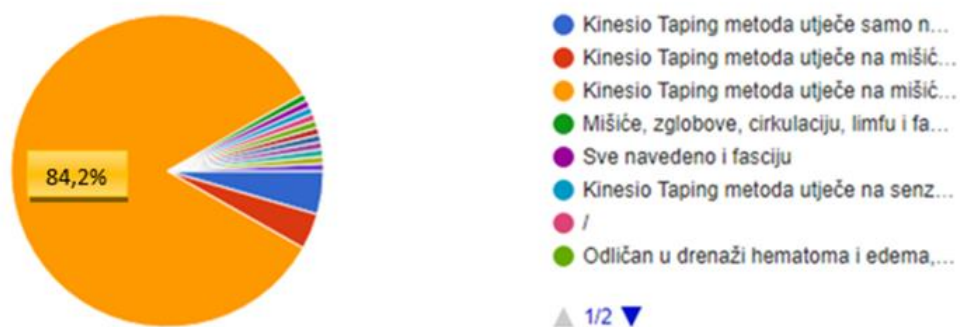 84,2%
Kinesio Taping metoda utječe samo n...
Kinesio Taping metoda utječe na mišić...
Kinesio Taping metoda utječe na mišić...
Mišiće, zglobove, cirkulaciju, limfu i fa...
Sve navedeno i fasciju
Kinesio Taping metoda utječe na senz...
/
Odličan u drenaži hematoma i edema,...
1/2